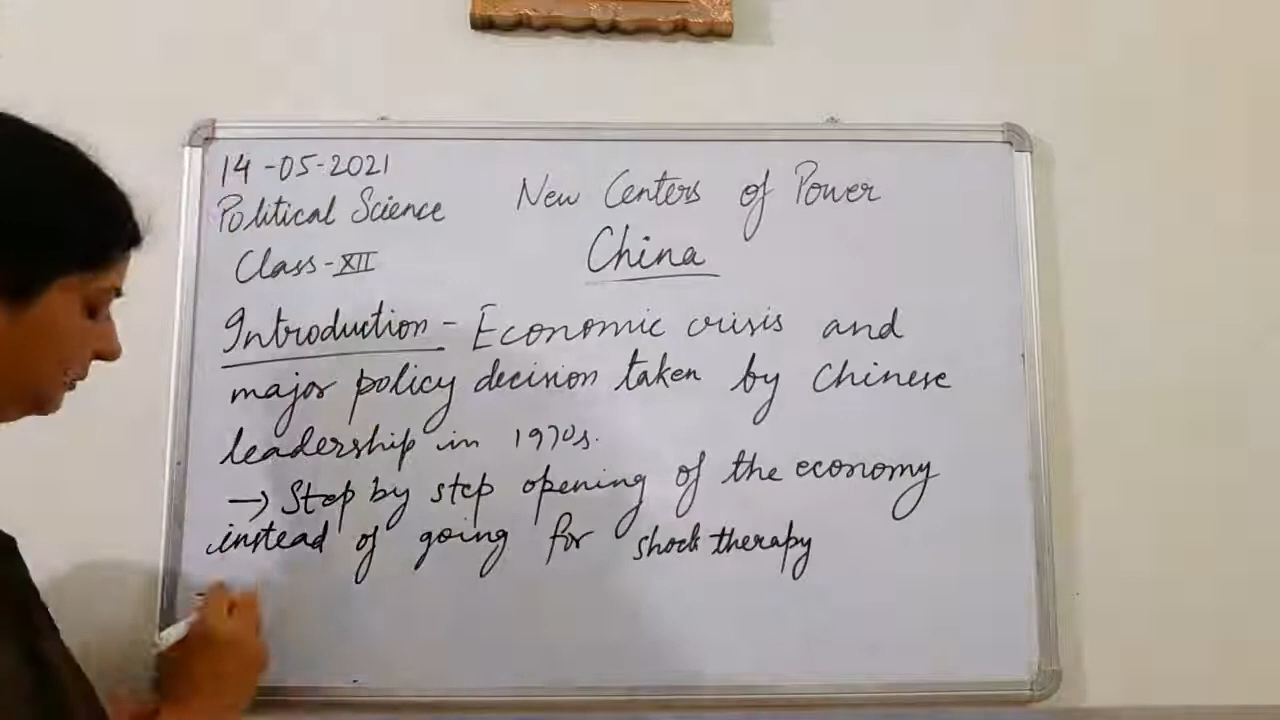 14-05-2021
Political Science
Class-XII
New Centers of Power
China
Introduction - Economic crisis and
major policy decision taken by Chinese
leadership in 1970s.
→ Step by step opening of the economy
instead of going for shock therapy